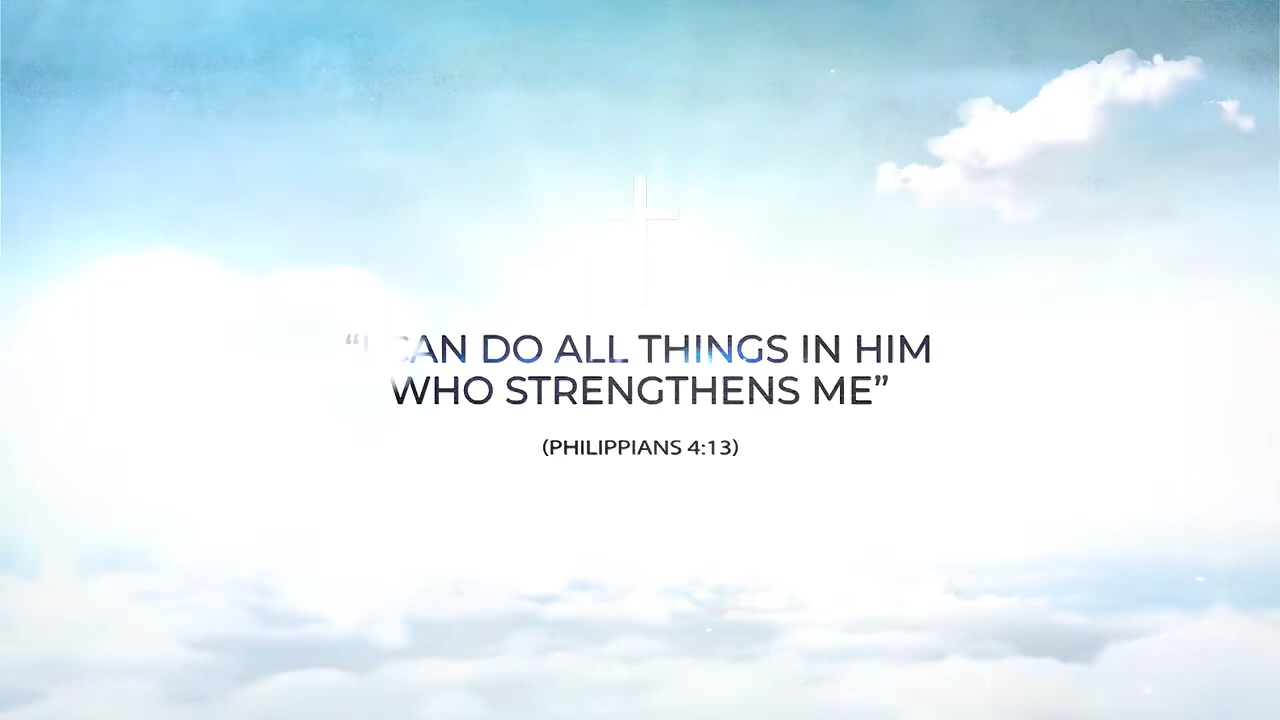 “I CAN DO ALL THINGS IN HIM
WHO STRENGTHENS ME”
(PHILIPPIANS 4:13)